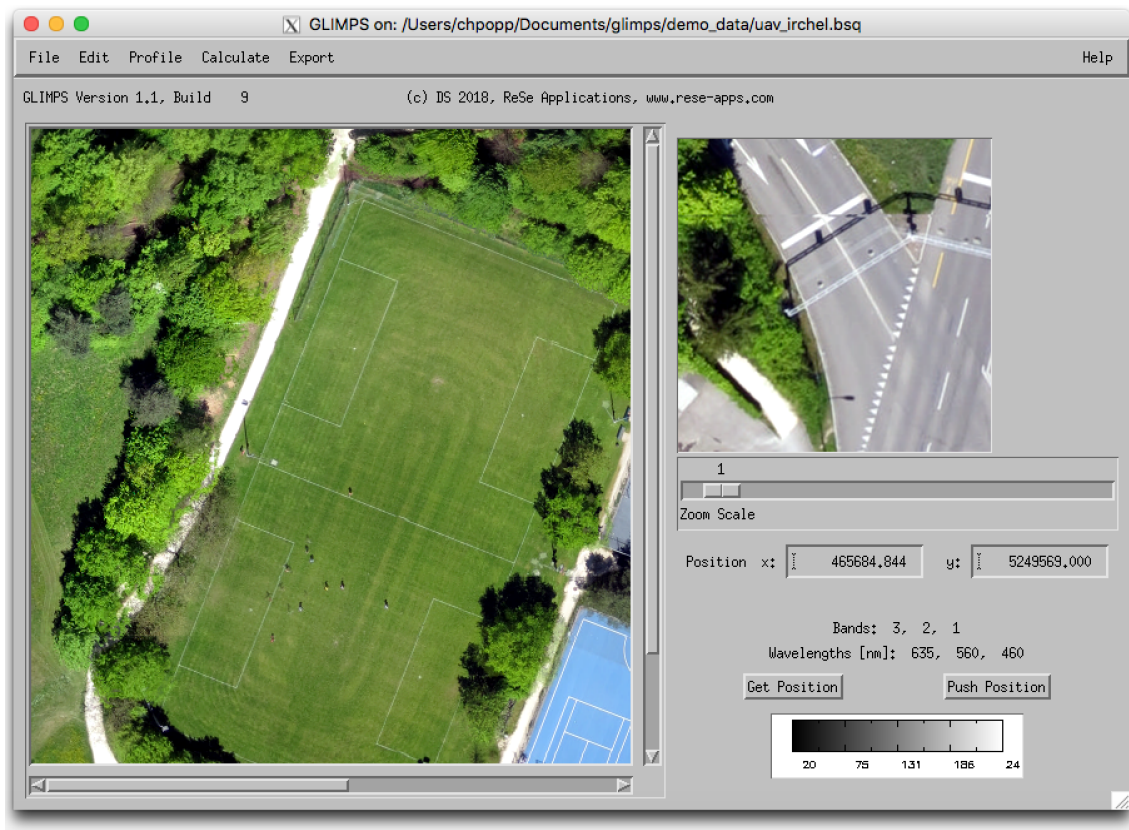 GLIMPS on: /Users/chpopp/Documents/glimps/demo_data/uav_irchel.bsq
File Edit Profile Calculate Export Help
GLIMPS Version 1.1, Build 9 (c) DS 2018, ReSe Applications, www.rese-apps.com
1
Zoom Scale
Position x: 465684.844 y: 5249569.000
Bands: 3, 2, 1
Wavelengths [nm]: 635, 560, 460
Get Position Push Position
20 75 131 186 24